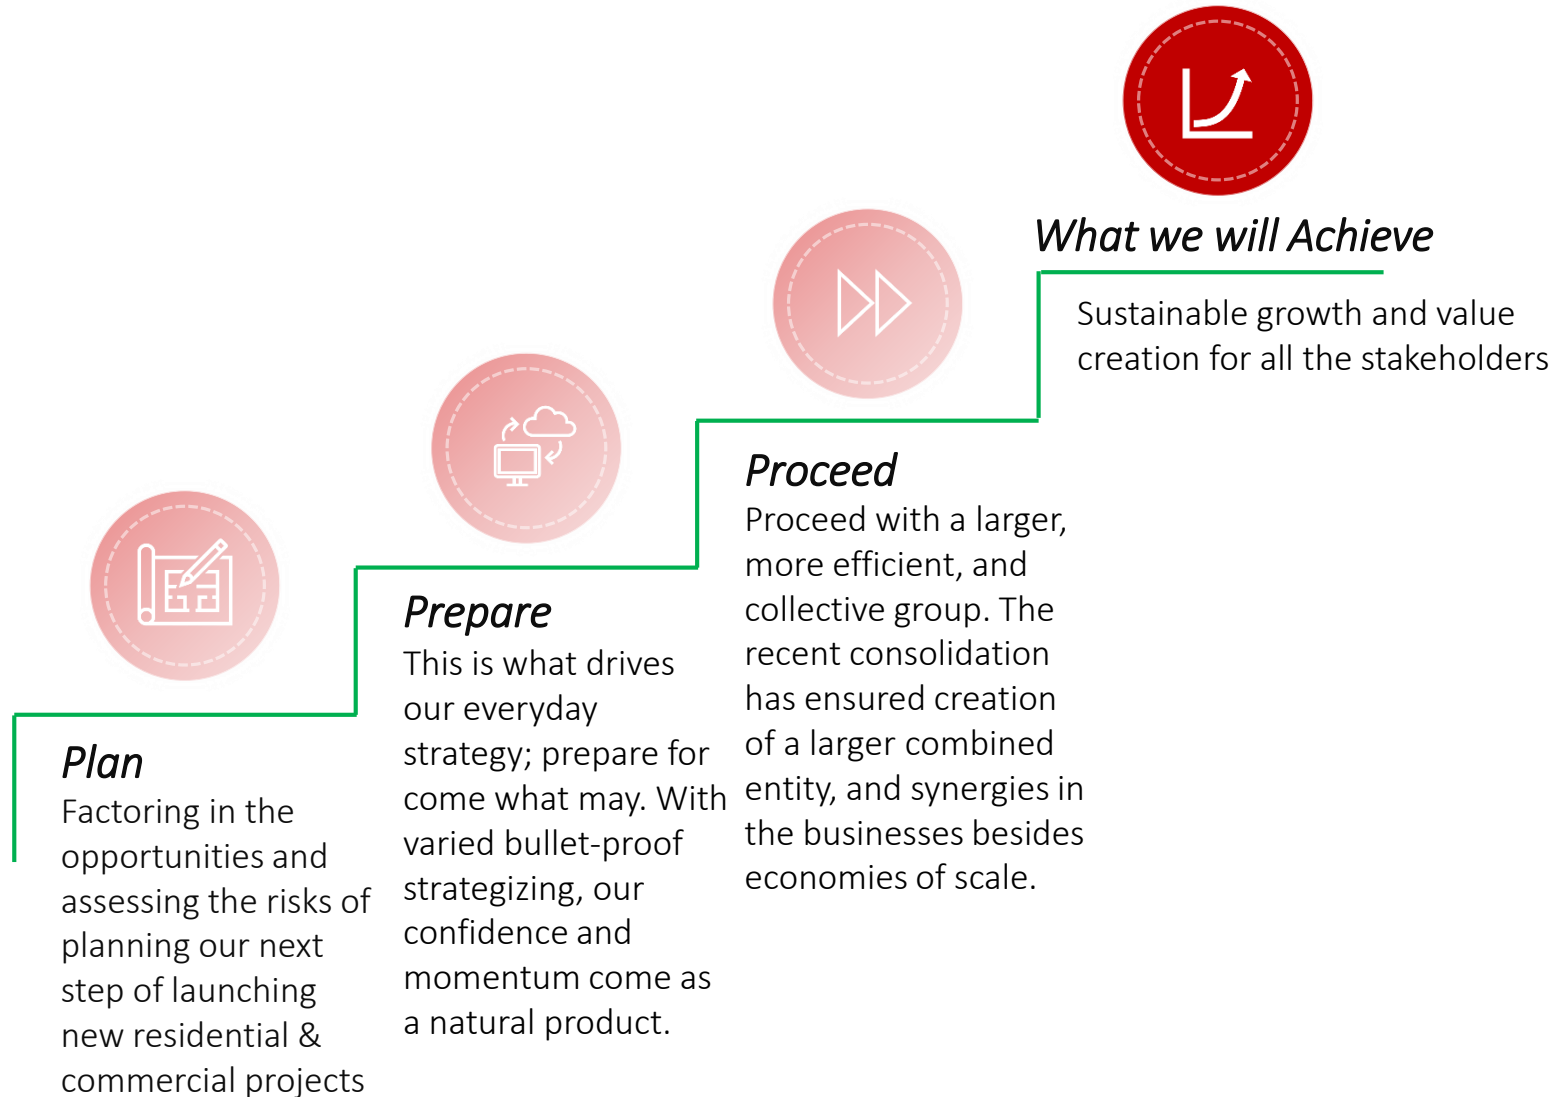 Plan
Factoring in the
opportunities and
assessing the risks of
planning our next
step of launching
new residential &
commercial projects
Prepare
This is what drives
our everyday
strategy; prepare for
come what may. With
varied bullet-proof
strategizing, our
confidence and
momentum come as
a natural product.
Proceed
Proceed with a larger,
more efficient, and
collective group. The
recent consolidation
has ensured creation
of a larger combined
entity, and synergies in
the businesses besides
economies of scale.
What we will Achieve
Sustainable growth and value
creation for all the stakeholders